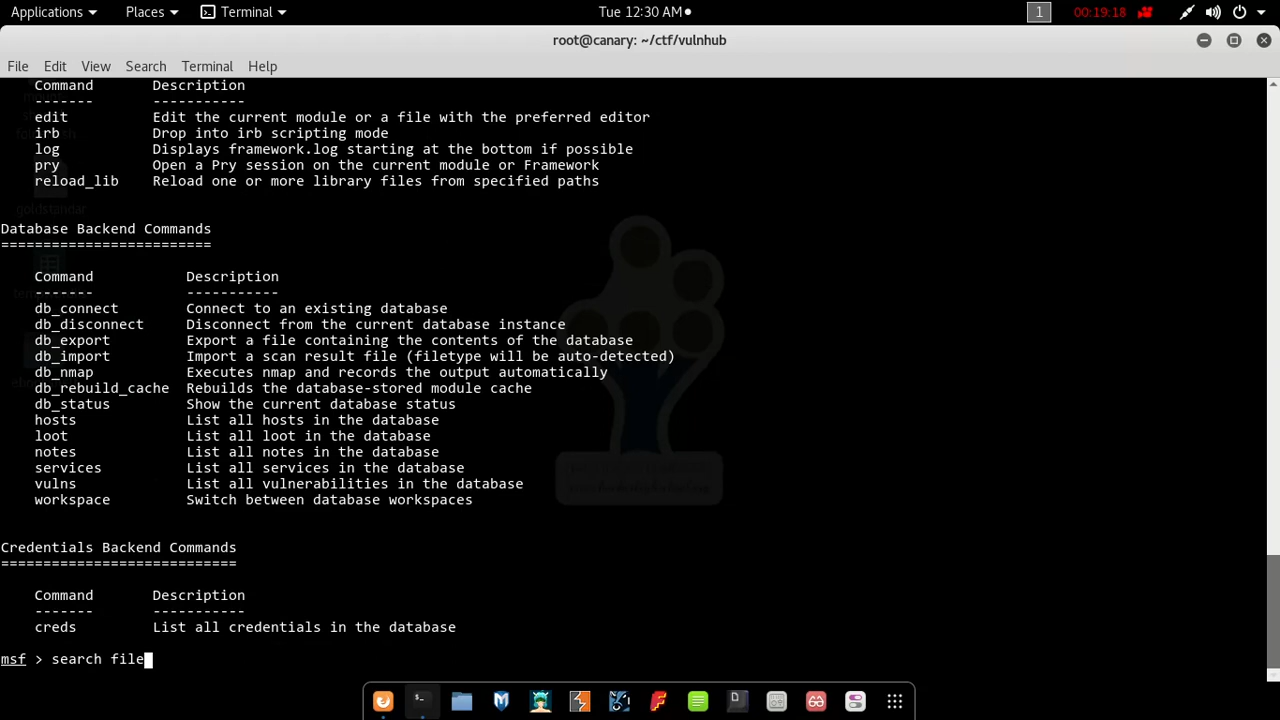 Applications Places Terminal Tue 12:30 AM 1 00:19:18
root@canary: ~/ctf/vulnhub
File Edit View Search Terminal Help
Command Description
------- -----------
edit Edit the current module or a file with the preferred editor
irb Drop into irb scripting mode
log Displays framework.log starting at the bottom if possible
pry Open a Pry session on the current module or Framework
reload_lib Reload one or more library files from specified paths
Database Backend Commands
=========================
Command Description
------- -----------
db_connect Connect to an existing database
db_disconnect Disconnect from the current database instance
db_export Export a file containing the contents of the database
db_import Import a scan result file (filetype will be auto-detected)
db_nmap Executes nmap and records the output automatically
db_rebuild_cache Rebuilds the database-stored module cache
db_status Show the current database status
hosts List all hosts in the database
loot List all loot in the database
notes List all notes in the database
services List all services in the database
vulns List all vulnerabilities in the database
workspace Switch between database workspaces
Credentials Backend Commands
============================
Command Description
------- -----------
creds List all credentials in the database
msf > search file